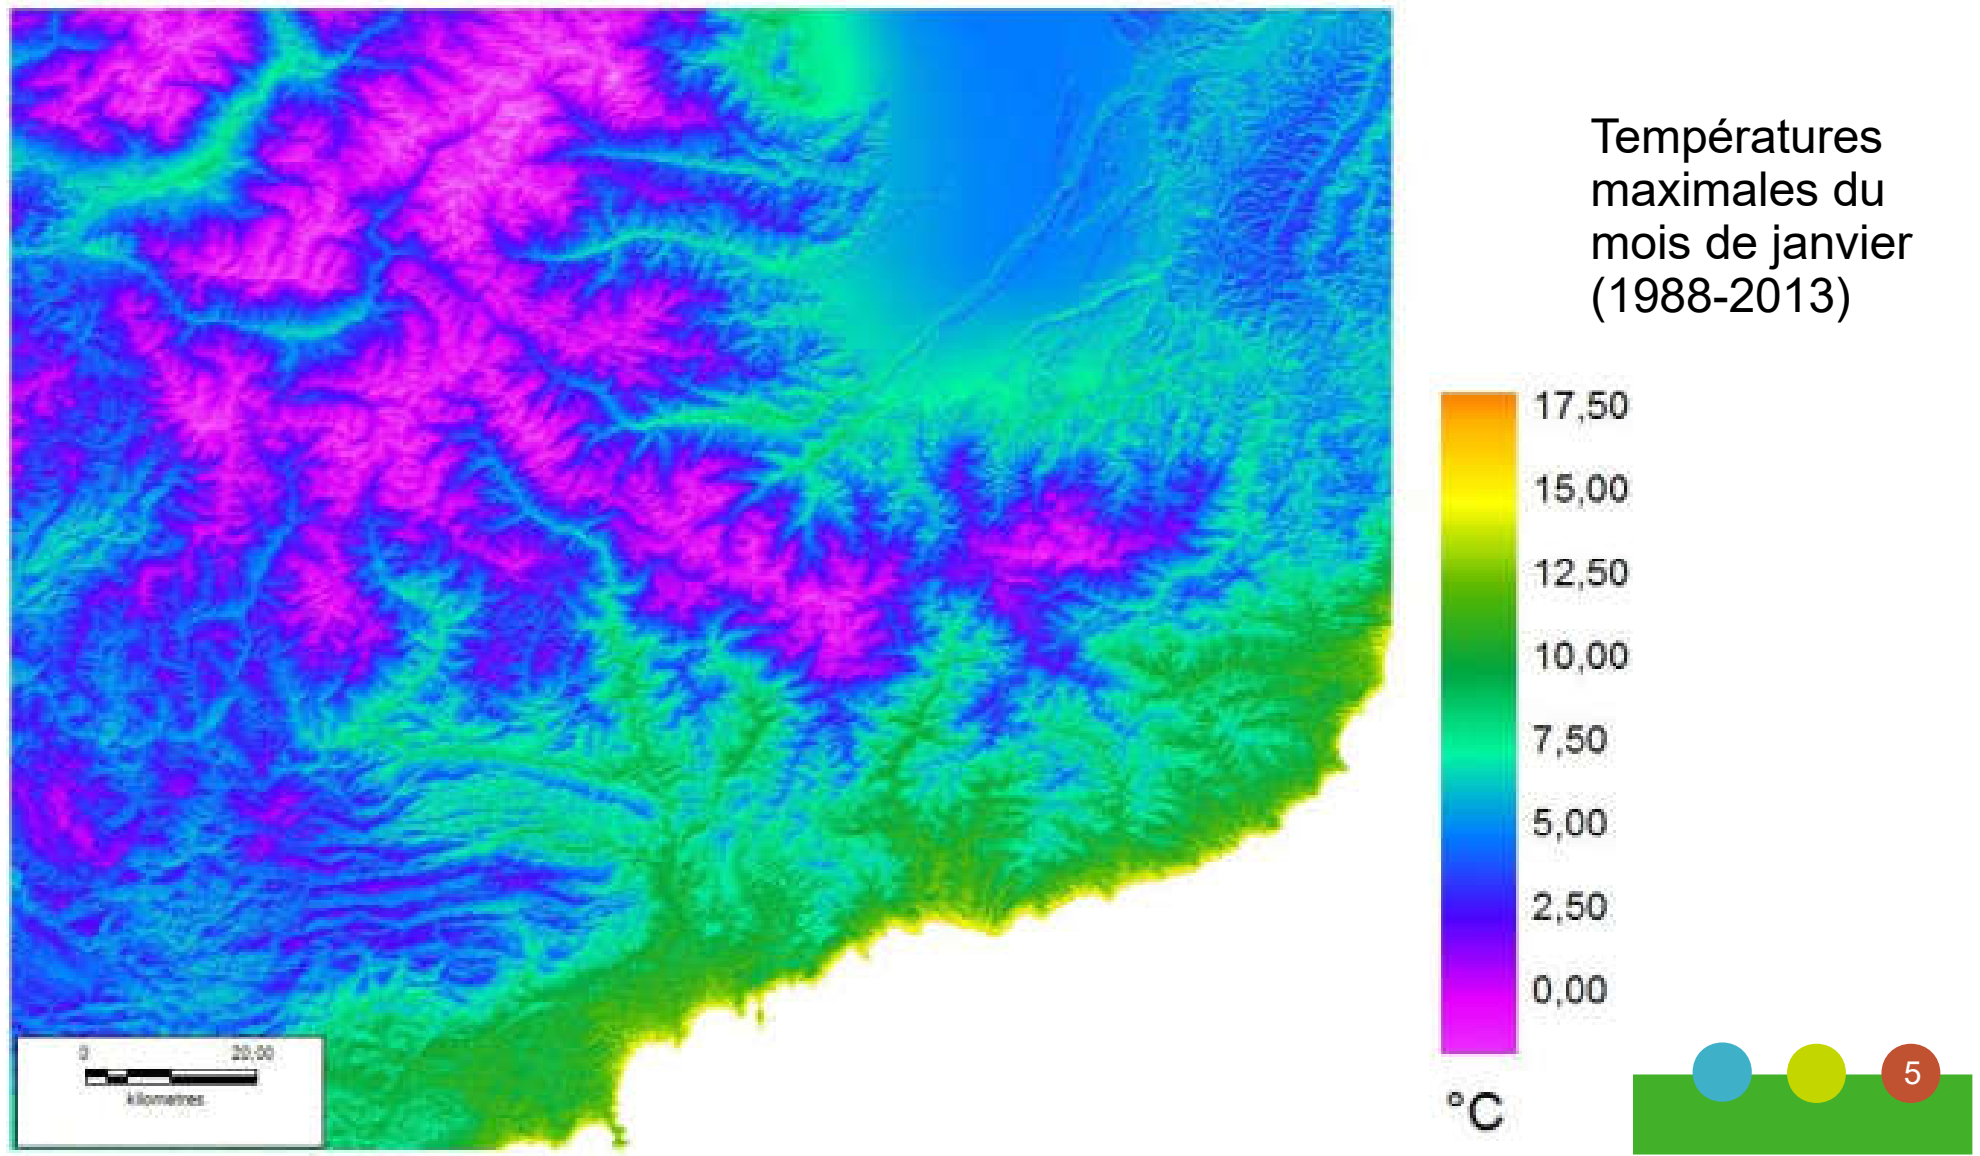 Températures
maximales du
mois de janvier
(1988-2013)
17,50
15,00
12,50
10,00
7,50
5,00
2,50
0,00
°C
0 20,00
kilometres
5